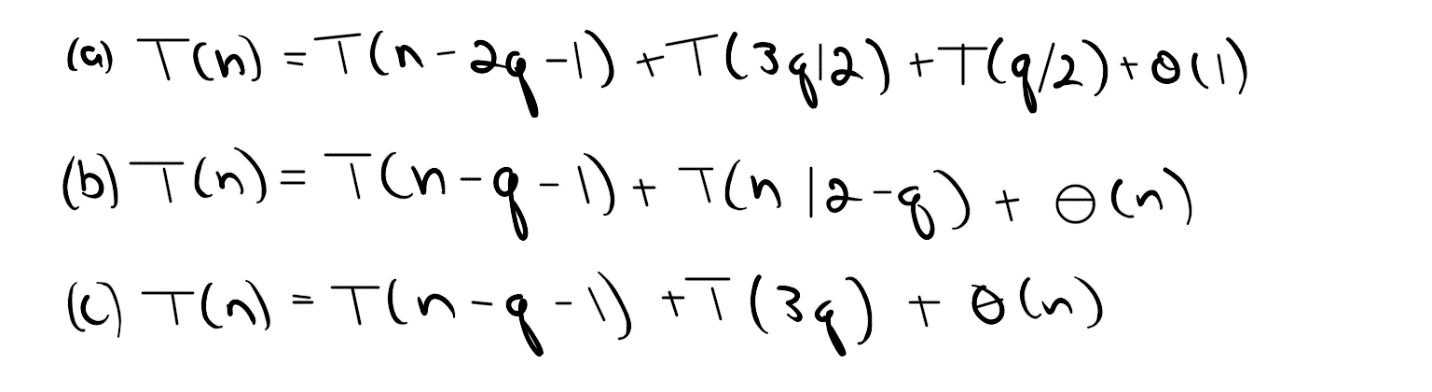 (a) T(n) = T(n-2q-1) + T(3q/2) + T(q/2) + θ(1)
(b) T(n) = T(n-q-1) + T(n/2-q) + Θ(n)
(c) T(n) = T(n-q-1) + T(3q) + θ(n)